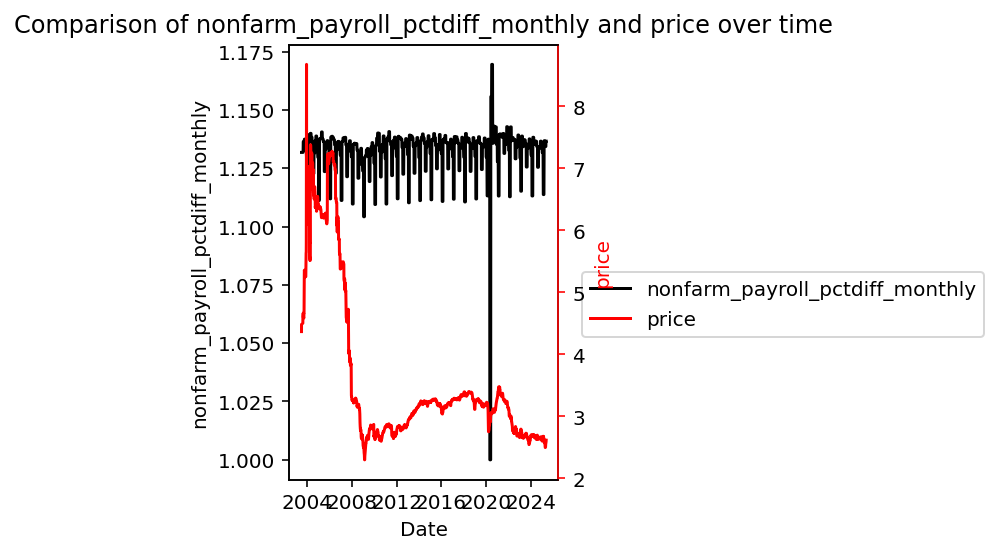 Comparison of nonfarm_payroll_pctdiff_monthly and price over time
nonfarm_payroll_pctdiff_monthly
1.175
1.150
1.125
1.100
1.075
1.050
1.025
1.000
8
7
6
5
4
3
2
price
nonfarm_payroll_pctdiff_monthly
price
2004 2008 2012 2016 2020 2024
Date